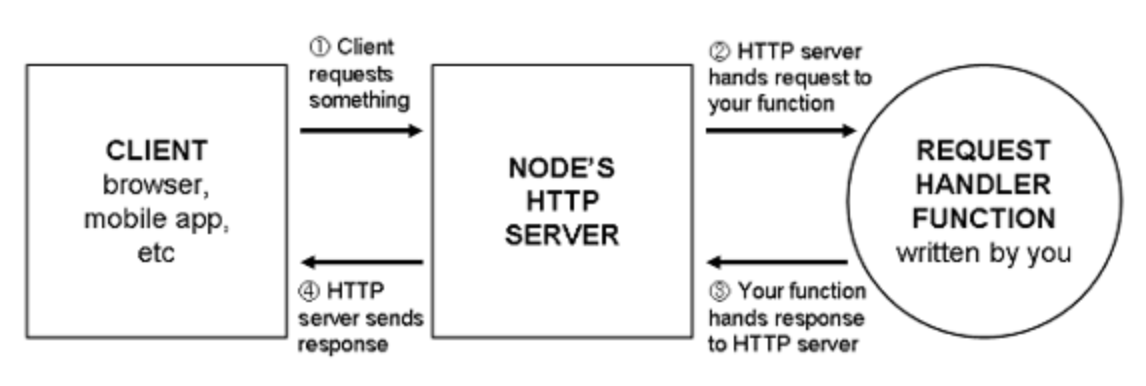 ① Client
requests
something
② HTTP server
hands request to
your function
CLIENT
browser,
mobile app,
etc
NODE'S
HTTP
SERVER
REQUEST
HANDLER
FUNCTION
written by you
④ HTTP
server sends
response
③ Your function
hands response
to HTTP server